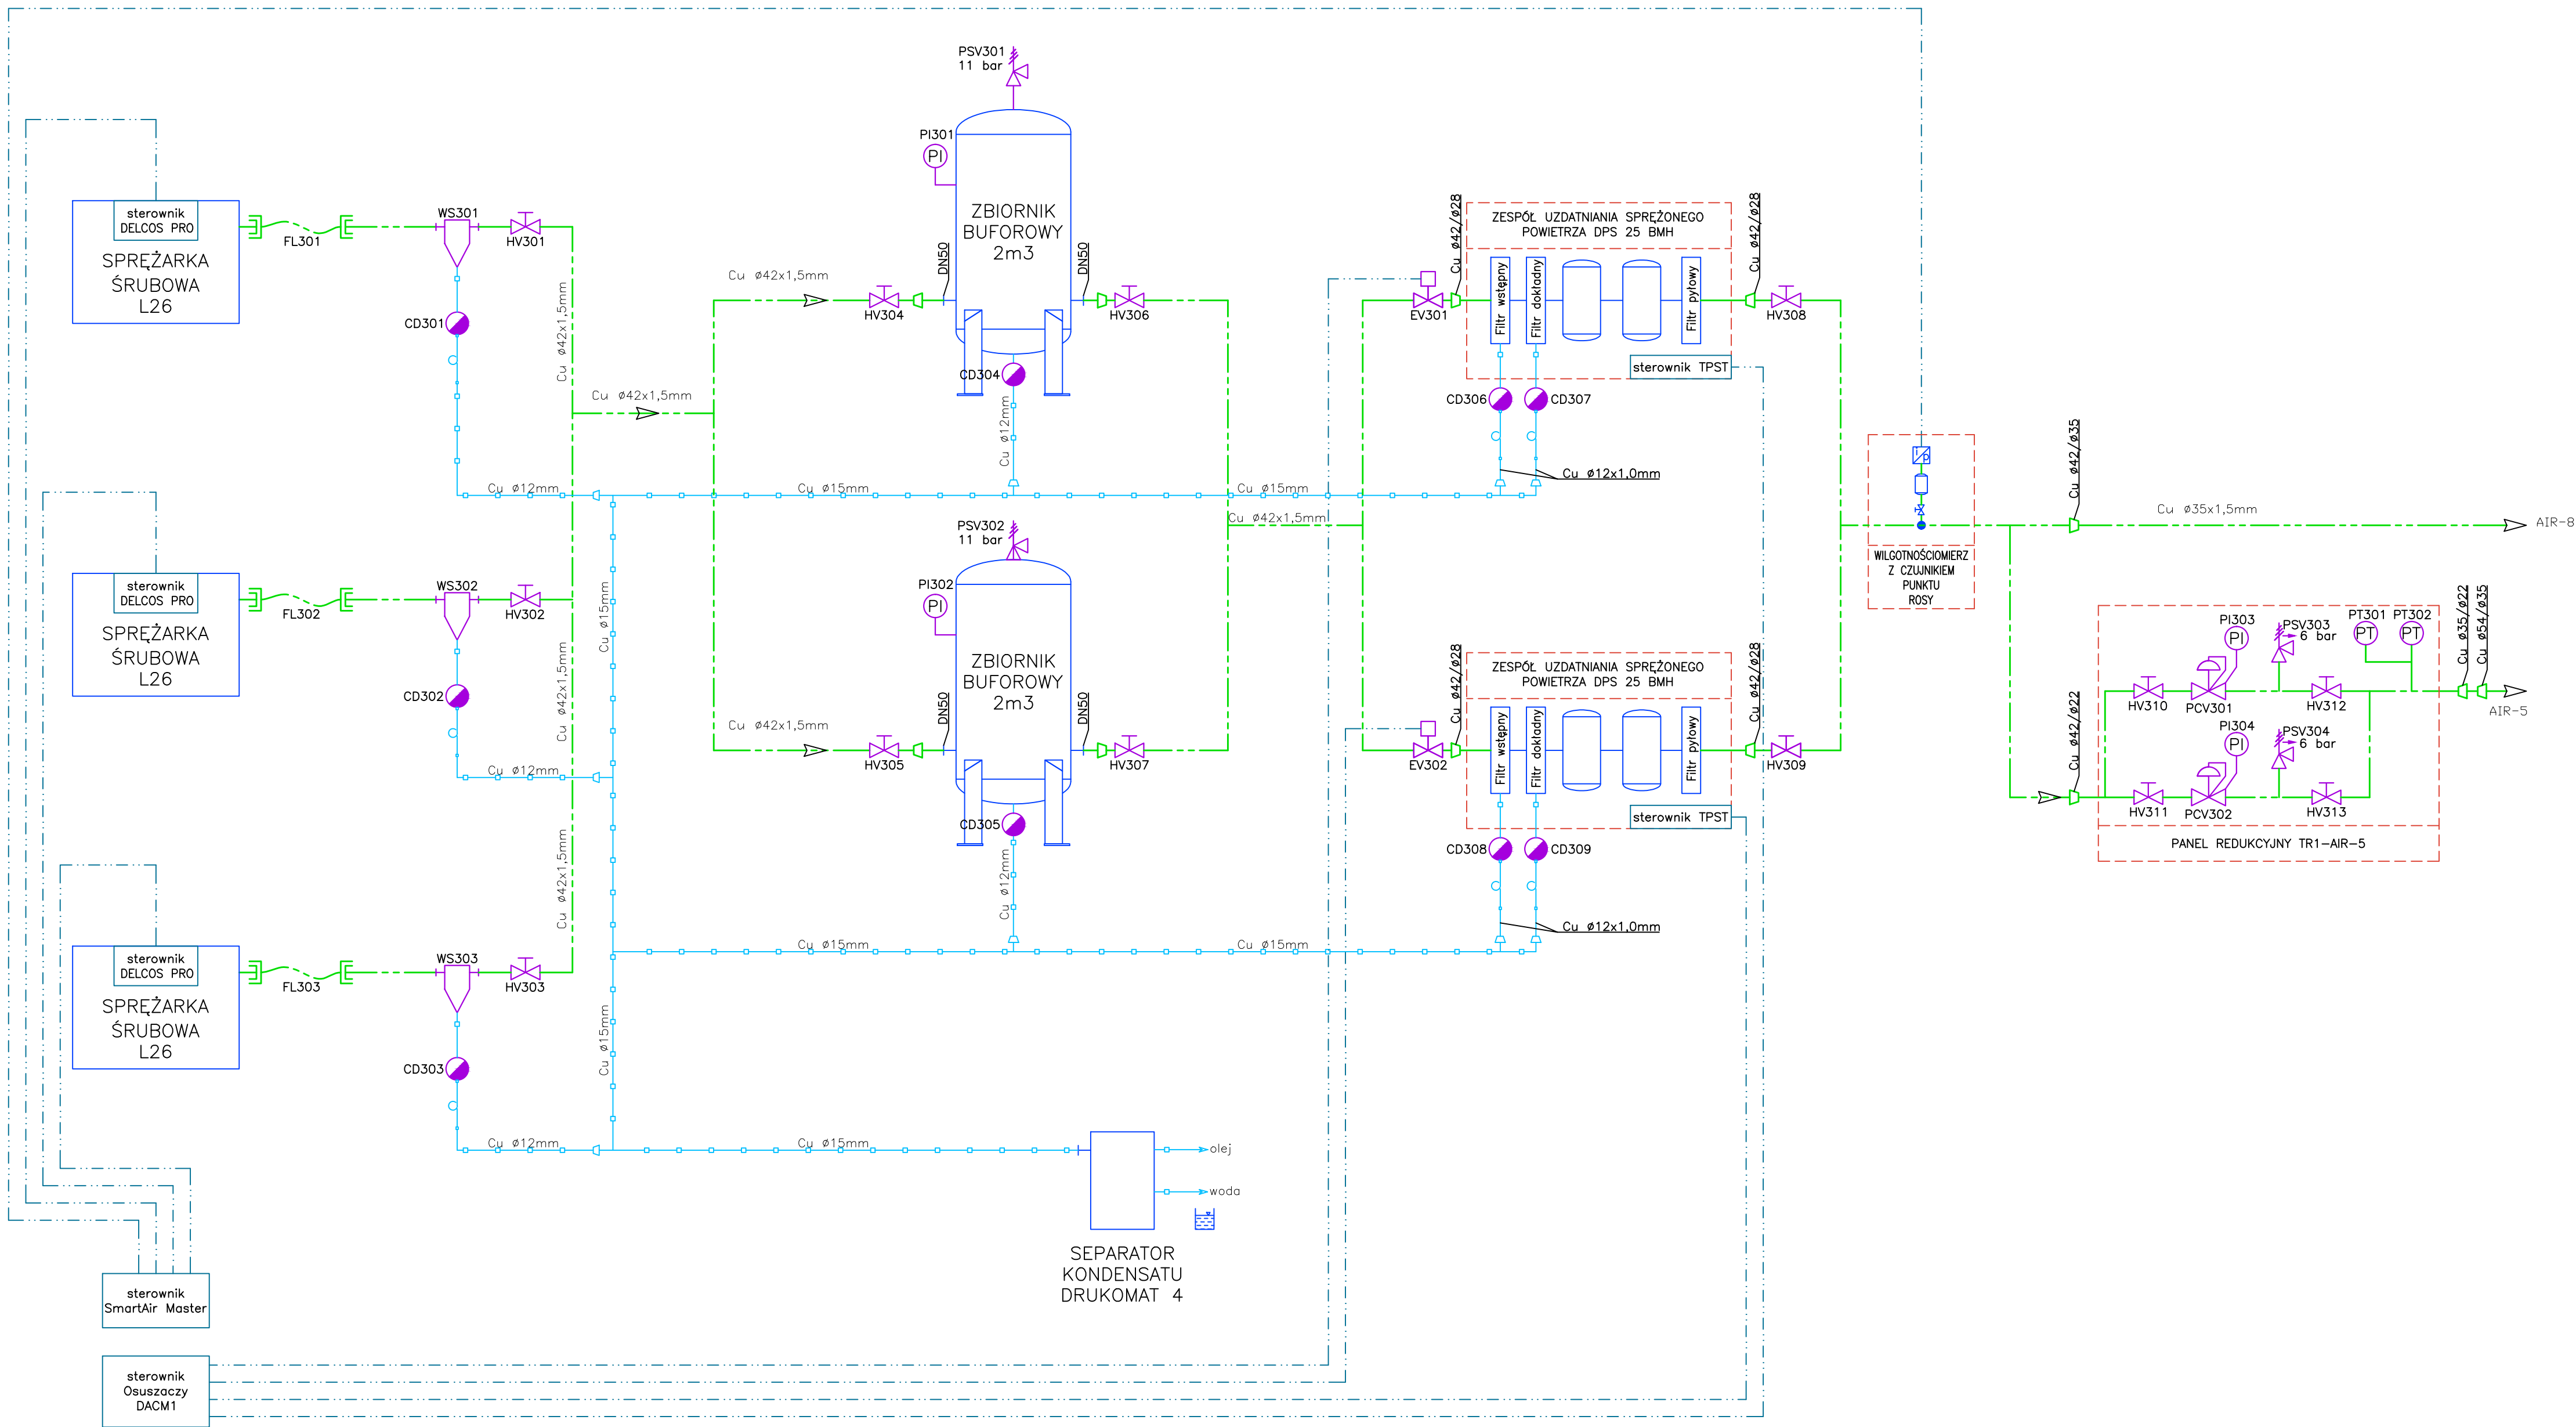 PSV301
11 bar
PI301
PI
ZBIORNIK
BUFOROWY
2m3
DN50
DN50
sterownik
DELCOS PRO
SPRĘŻARKA
ŚRUBOWA
L26
FL301
WS301
HV301
CD301
Cu ø42x1,5mm
Cu ø42x1,5mm
Cu ø42x1,5mm
HV304
HV306
CD304
Cu ø12mm
EV301
Cu ø42/ø28
ZESPÓŁ UZDATNIANIA SPRĘŻONEGO
POWIETRZA DPS 25 BMH
Filtr wstępny
Filtr dokładny
Filtr pyłowy
sterownik TPST
Cu ø42/ø28
HV308
CD306
CD307
Cu ø12x1,0mm
Cu ø12mm
Cu ø15mm
Cu ø15mm
Cu ø42x1,5mm
sterownik
DELCOS PRO
SPRĘŻARKA
ŚRUBOWA
L26
FL302
WS302
HV302
CD302
Cu ø12mm
Cu ø42x1,5mm
Cu ø15mm
PSV302
11 bar
PI302
PI
ZBIORNIK
BUFOROWY
2m3
DN50
DN50
Cu ø42x1,5mm
HV305
HV307
CD305
Cu ø12mm
EV302
Cu ø42/ø28
ZESPÓŁ UZDATNIANIA SPRĘŻONEGO
POWIETRZA DPS 25 BMH
Filtr wstępny
Filtr dokładny
Filtr pyłowy
sterownik TPST
Cu ø42/ø28
HV309
CD308
CD309
Cu ø12x1,0mm
Cu ø15mm
Cu ø15mm
WILGOTNOŚCIOMIERZ
Z CZUJNIKIEM
PUNKTU
ROSY
Cu ø42/ø35
Cu ø35x1,5mm
AIR-8
Cu ø42/ø22
PI303
PI
PSV303
6 bar
PT301
PT
PT302
PT
HV310
PCV301
HV312
PI304
PI
PSV304
6 bar
HV311
PCV302
HV313
PANEL REDUKCYJNY TR1-AIR-5
Cu ø35/ø22
Cu ø54/ø35
AIR-5
sterownik
DELCOS PRO
SPRĘŻARKA
ŚRUBOWA
L26
FL303
WS303
HV303
CD303
Cu ø42x1,5mm
Cu ø15mm
Cu ø12mm
Cu ø15mm
olej
woda
SEPARATOR
KONDENSATU
DRUKOMAT 4
sterownik
SmartAir Master
sterownik
Osuszaczy
DACM1